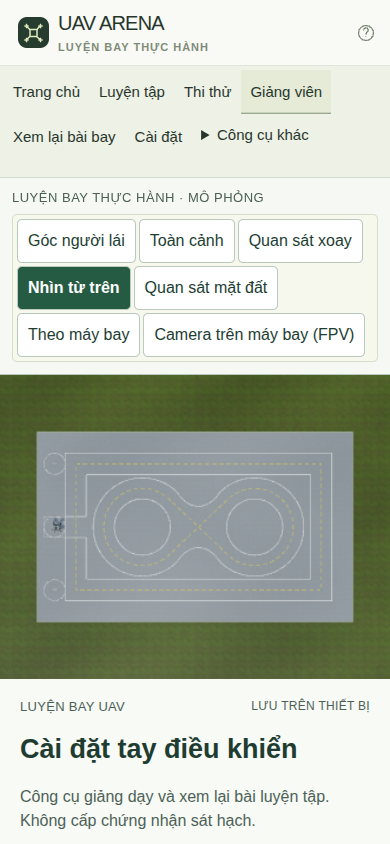 UAV ARENA
LUYỆN BAY THỰC HÀNH
Trang chủ Luyện tập Thi thử Giảng viên
Xem lại bài bay Cài đặt ▶ Công cụ khác
LUYỆN BAY THỰC HÀNH · MÔ PHỎNG
Góc người lái Toàn cảnh Quan sát xoay
Nhìn từ trên Quan sát mặt đất
Theo máy bay Camera trên máy bay (FPV)
LUYỆN BAY UAV LƯU TRÊN THIẾT BỊ
Cài đặt tay điều khiển
Công cụ giảng dạy và xem lại bài luyện tập.
Không cấp chứng nhận sát hạch.